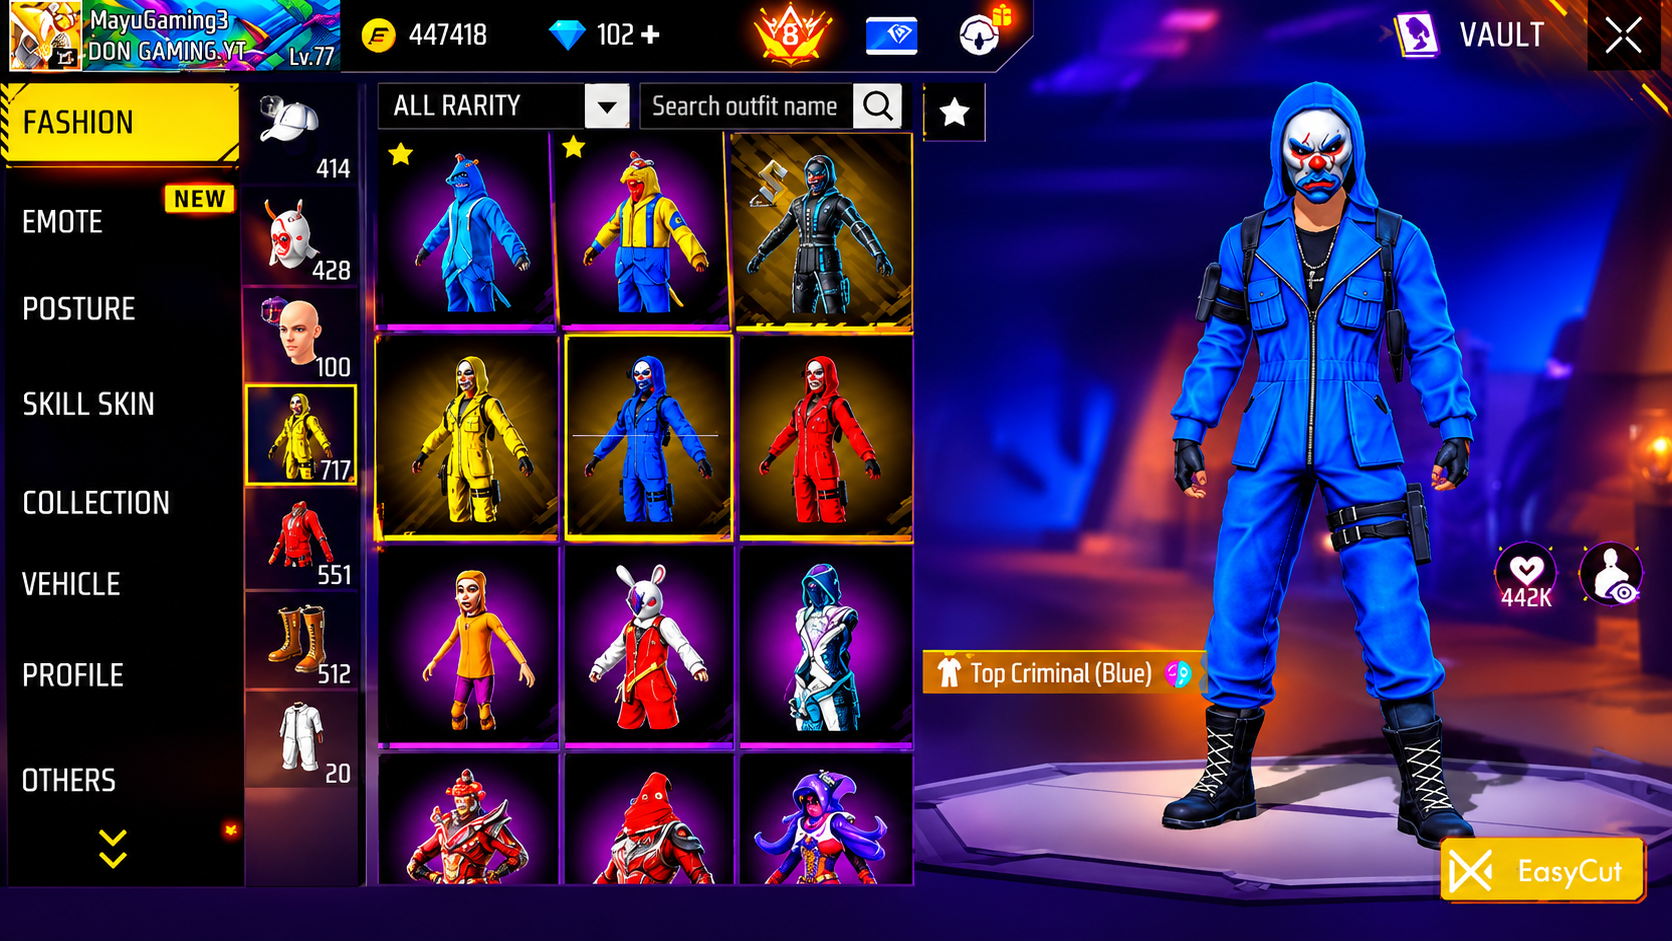 MayuGaming3
DON GAMING.YT
Lv.77
447418
102 +
8
VAULT
FASHION
NEW
EMOTE
POSTURE
SKILL SKIN
COLLECTION
VEHICLE
PROFILE
OTHERS
414
428
100
717
551
512
20
ALL RARITY
Search outfit name
442K
Top Criminal (Blue)
EasyCut